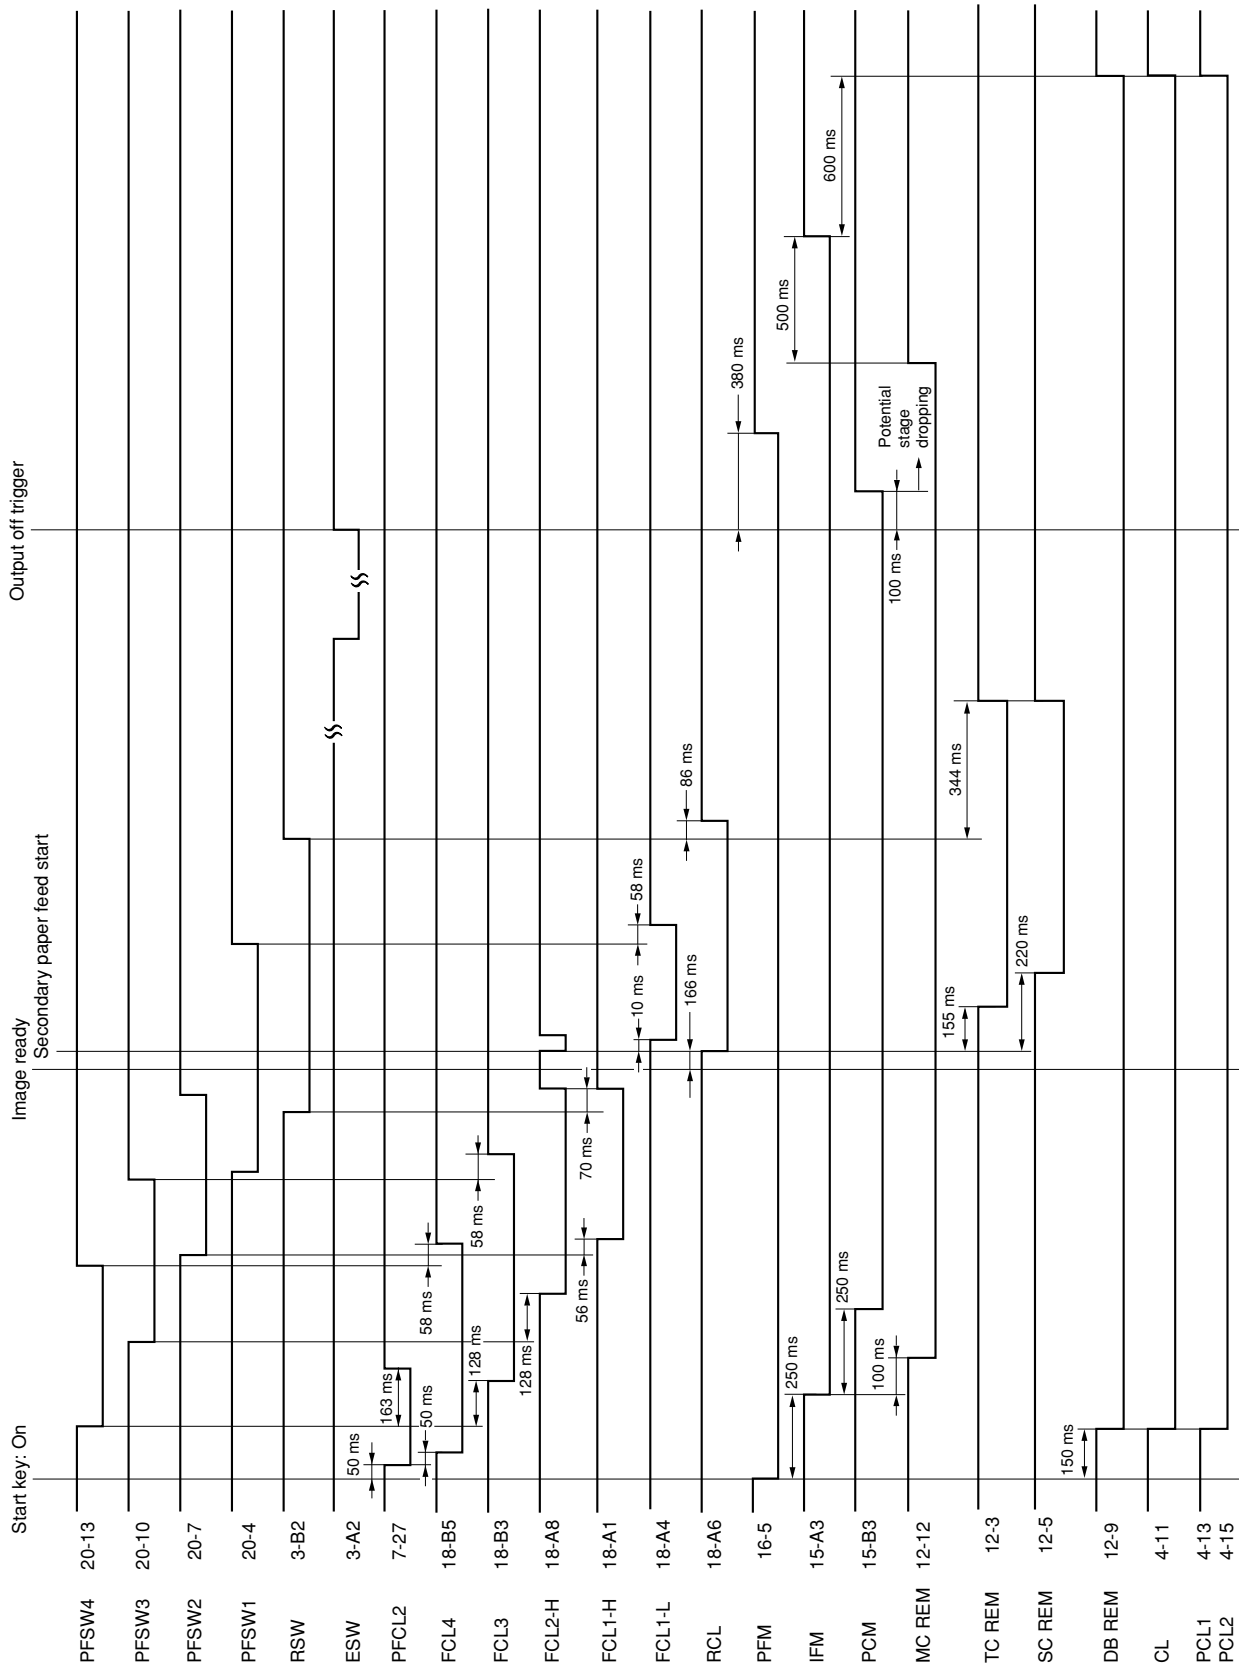 Start key: On
Image ready
Secondary paper feed start
Output off trigger
PFSW4 20-13
PFSW3 20-10
PFSW2 20-7
PFSW1 20-4
RSW 3-B2
ESW 3-A2
50 ms
PFCL2 7-27
163 ms
50 ms
FCL4 18-B5
58 ms
128 ms
FCL3 18-B3
58 ms
128 ms
FCL2-H 18-A8
56 ms
70 ms
FCL1-H 18-A1
10 ms
58 ms
FCL1-L 18-A4
166 ms
86 ms
RCL 18-A6
380 ms
PFM 16-5
250 ms
500 ms
IFM 15-A3
250 ms
600 ms
PCM 15-B3
100 ms
100 ms
Potential
stage
dropping
MC REM 12-12
155 ms
344 ms
TC REM 12-3
220 ms
SC REM 12-5
150 ms
DB REM 12-9
CL 4-11
PCL1 4-13
PCL2 4-15